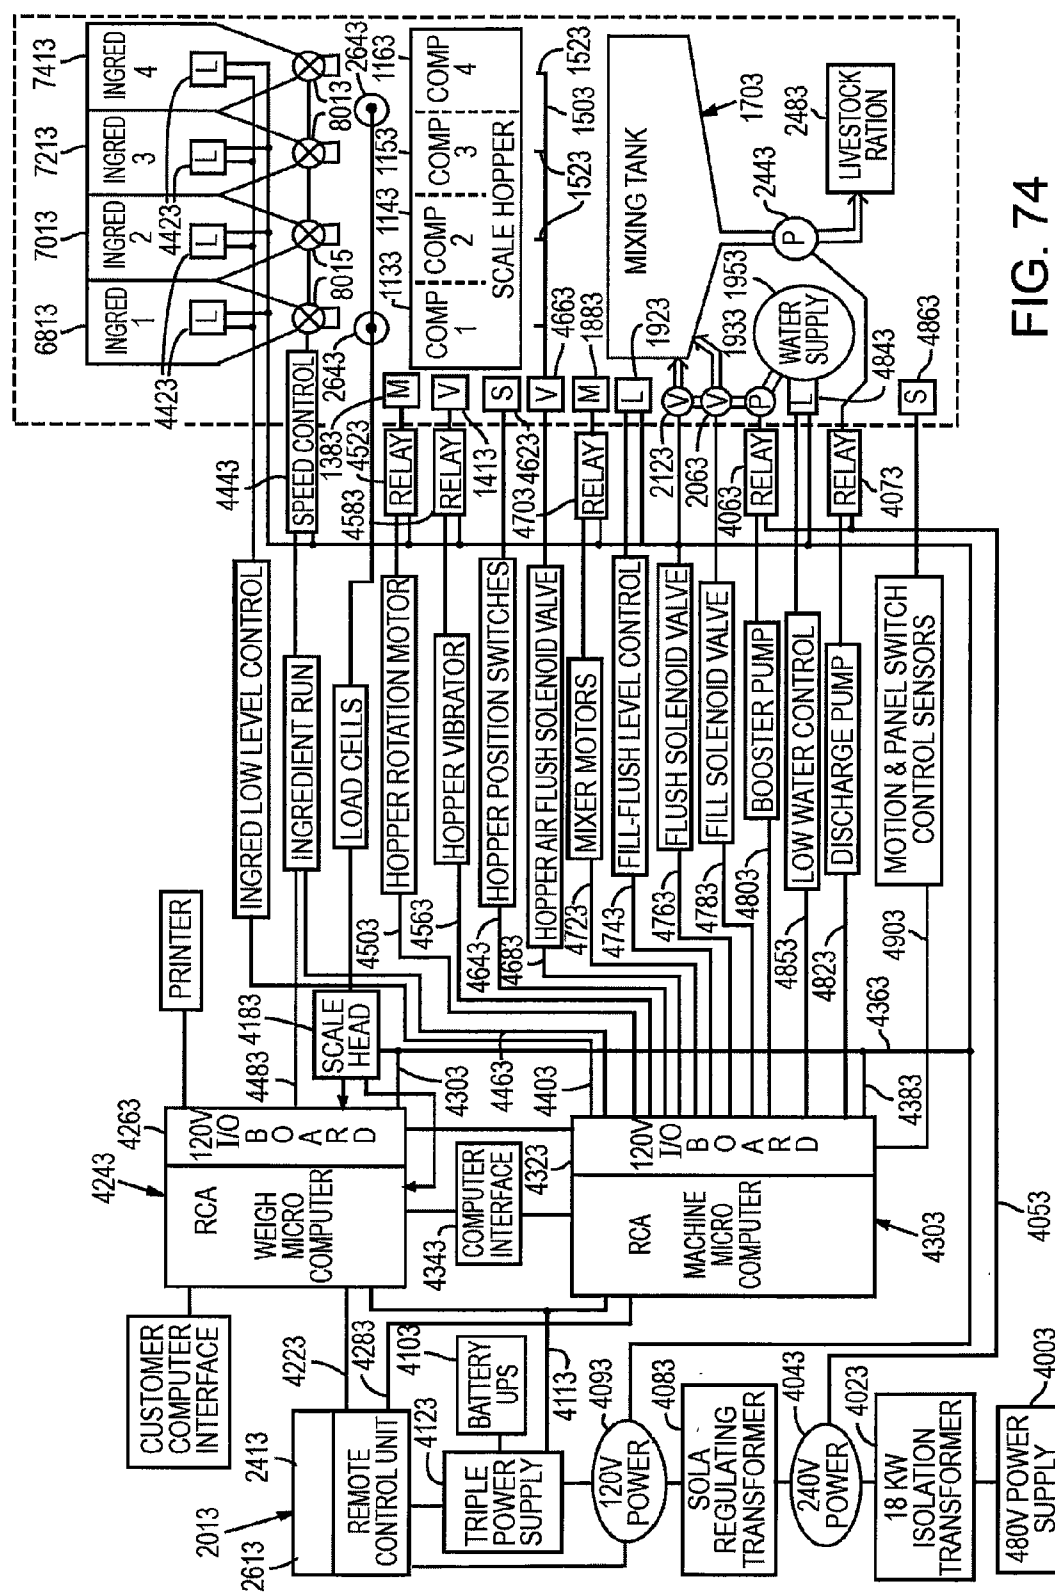 7413
7213
7013
6813
INGRED
4
INGRED
3
INGRED
2
INGRED
1
L
L
L
L
4423
4423
4423
8013
8015
2643
2643
1163
1153
1143
1133
COMP
4
COMP
3
COMP
2
COMP
1
SCALE HOPPER
1523
1503
1523
MIXING TANK
1703
2483
LIVESTOCK
RATION
2443
P
1953
WATER
SUPPLY
1933
4843
4863
S
L
P
V
V
2123
2063
1923
L
1883
M
4663
V
4623
S
1413
V
1383
M
4443
SPEED CONTROL
4523
RELAY
4583
RELAY
4703
RELAY
4063
RELAY
4073
RELAY
INGRED LOW LEVEL CONTROL
INGREDIENT RUN
LOAD CELLS
HOPPER ROTATION MOTOR
HOPPER VIBRATOR
HOPPER POSITION SWITCHES
HOPPER AIR FLUSH SOLENOID VALVE
MIXER MOTORS
FILL-FLUSH LEVEL CONTROL
FLUSH SOLENOID VALVE
FILL SOLENOID VALVE
BOOSTER PUMP
LOW WATER CONTROL
DISCHARGE PUMP
MOTION & PANEL SWITCH
CONTROL SENSORS
4503
4563
4643
4683
4723
4743
4763
4783
4803
4853
4823
4903
4363
4383
PRINTER
4183
SCALE
HEAD
4483
4303
4463
4403
4263
120V
I/O
B
O
A
R
D
4243
RCA
WEIGH
MICRO
COMPUTER
4343
COMPUTER
INTERFACE
4323
120V
I/O
B
O
A
R
D
RCA
MACHINE
MICRO
COMPUTER
4303
4053
CUSTOMER
COMPUTER
INTERFACE
4223
4283
4103
BATTERY
UPS
4113
4123
2413
2013
2613
REMOTE
CONTROL UNIT
TRIPLE
POWER
SUPPLY
4093
120V
POWER
4083
SOLA
REGULATING
TRANSFORMER
4043
240V
POWER
4023
18 KW
ISOLATION
TRANSFORMER
4003
480V POWER
SUPPLY
FIG. 74